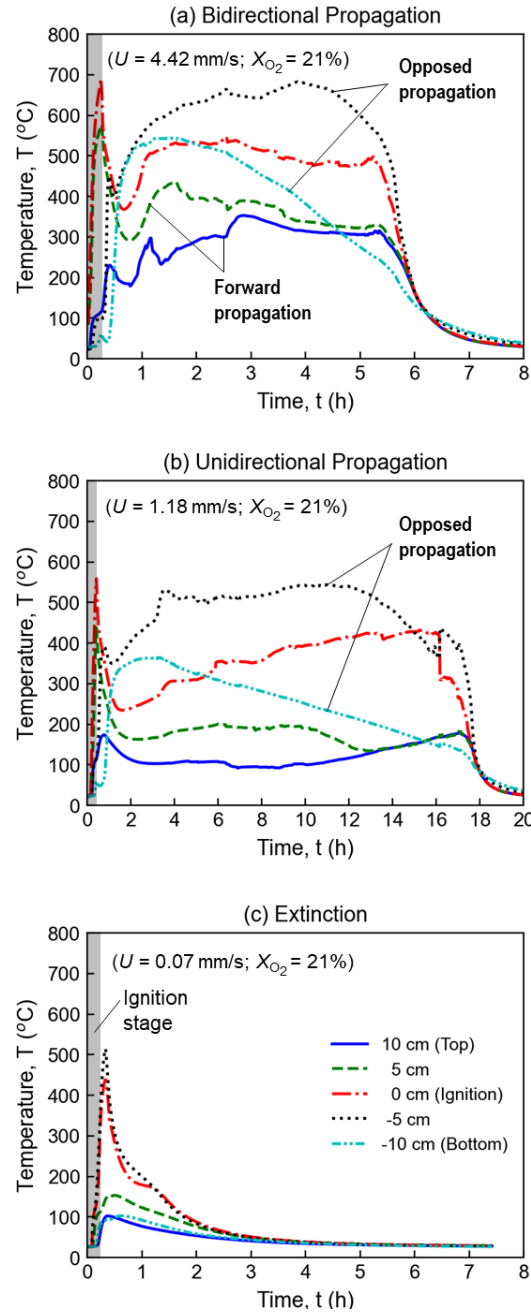 (a) Bidirectional Propagation
800
700
600
500
400
300
200
100
0
Temperature, T (°C)
(U = 4.42 mm/s; X_O₂ = 21%)
Opposed
propagation
Forward
propagation
0 1 2 3 4 5 6 7 8
Time, t (h)
(b) Unidirectional Propagation
800
700
600
500
400
300
200
100
0
Temperature, T (°C)
(U = 1.18 mm/s; X_O₂ = 21%)
Opposed
propagation
0 2 4 6 8 10 12 14 16 18 20
Time, t (h)
(c) Extinction
800
700
600
500
400
300
200
100
0
Temperature, T (°C)
(U = 0.07 mm/s; X_O₂ = 21%)
Ignition
stage
10 cm (Top)
5 cm
0 cm (Ignition)
-5 cm
-10 cm (Bottom)
0 1 2 3 4 5 6 7 8
Time, t (h)